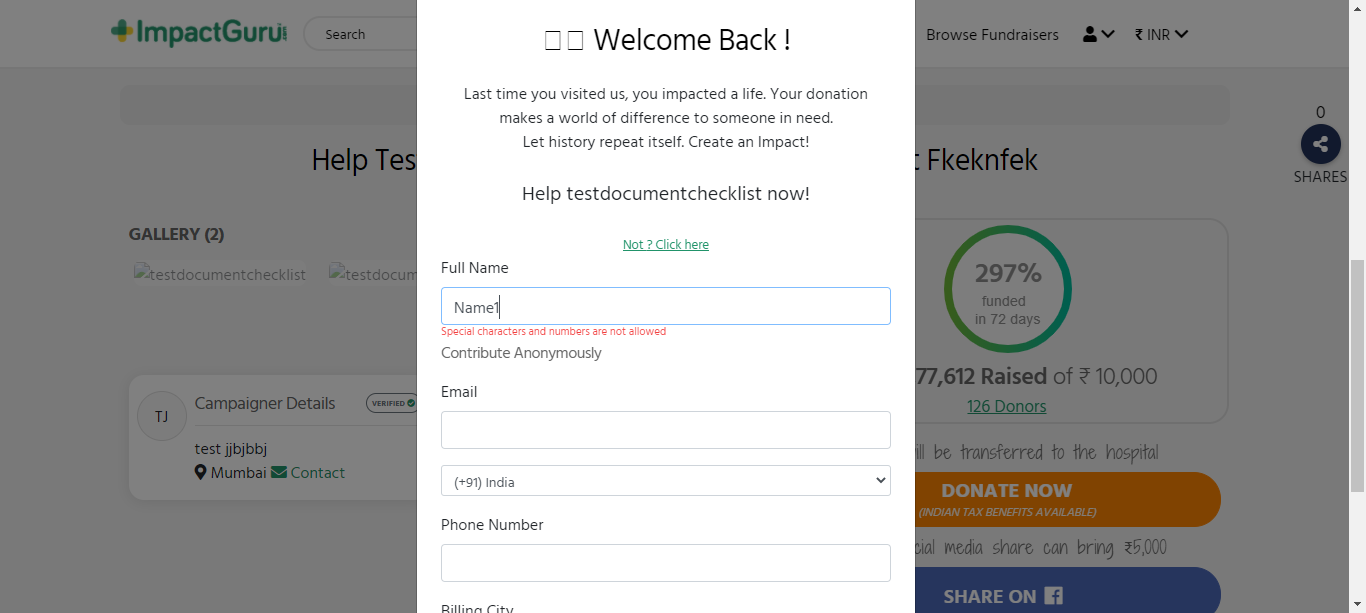 ImpactGuru
Search
Browse Fundraisers
₹ INR
Welcome Back !
Last time you visited us, you impacted a life. Your donation
makes a world of difference to someone in need.
Let history repeat itself. Create an Impact!
Help testdocumentchecklist now!
Not ? Click here
Full Name
Name1
Special characters and numbers are not allowed
Contribute Anonymously
Email
(+91) India
Phone Number
Billing City
Help Tes
t Fkeknfek
0
SHARES
GALLERY (2)
testdocumentchecklist
testdocum
297%
funded
in 72 days
77,612 Raised of ₹ 10,000
126 Donors
TJ
Campaigner Details
VERIFIED
test jjbjbbj
Mumbai Contact
ill be transferred to the hospital
DONATE NOW
(INDIAN TAX BENEFITS AVAILABLE)
cial media share can bring ₹5,000
SHARE ON